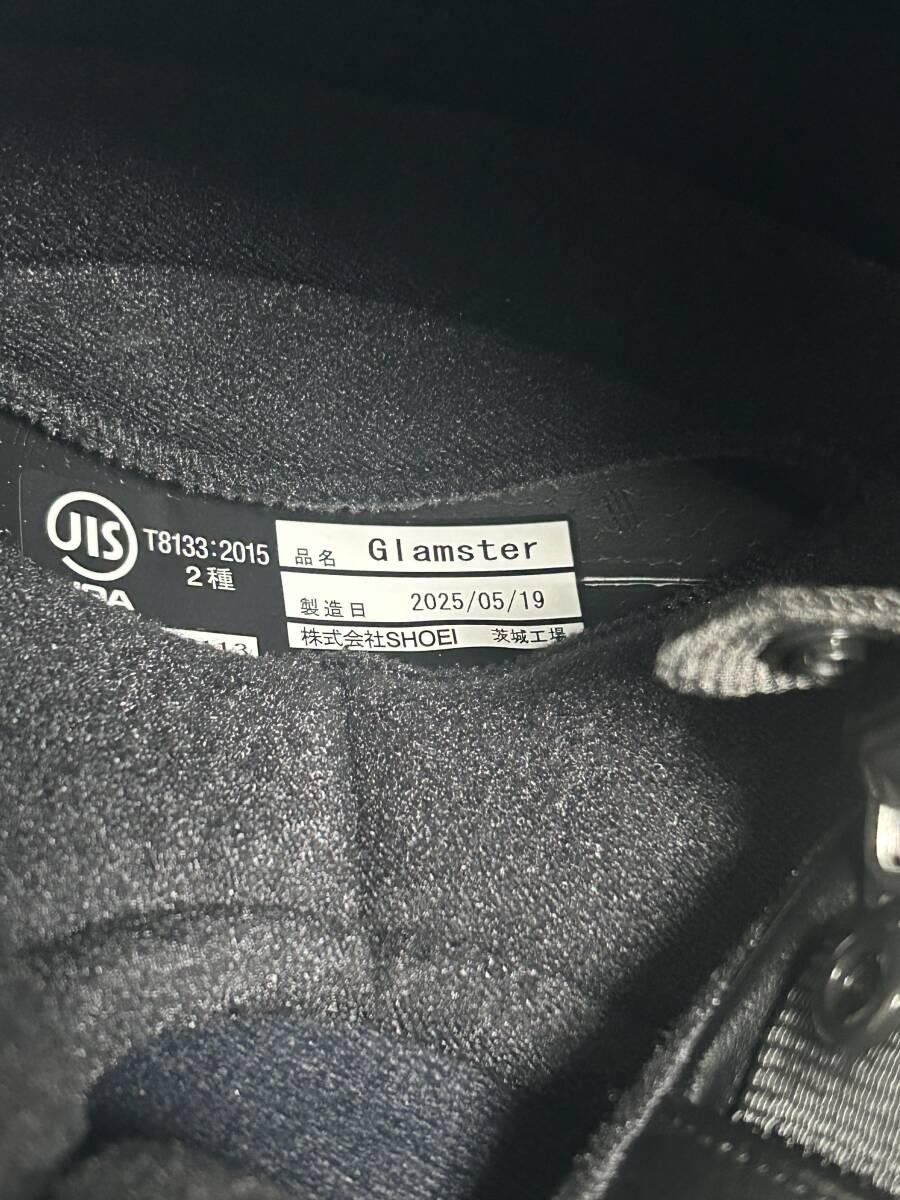 JIS
T8133:2015
2種
品名 Glamster
製造日 2025/05/19
株式会社SHOEI 茨城工場